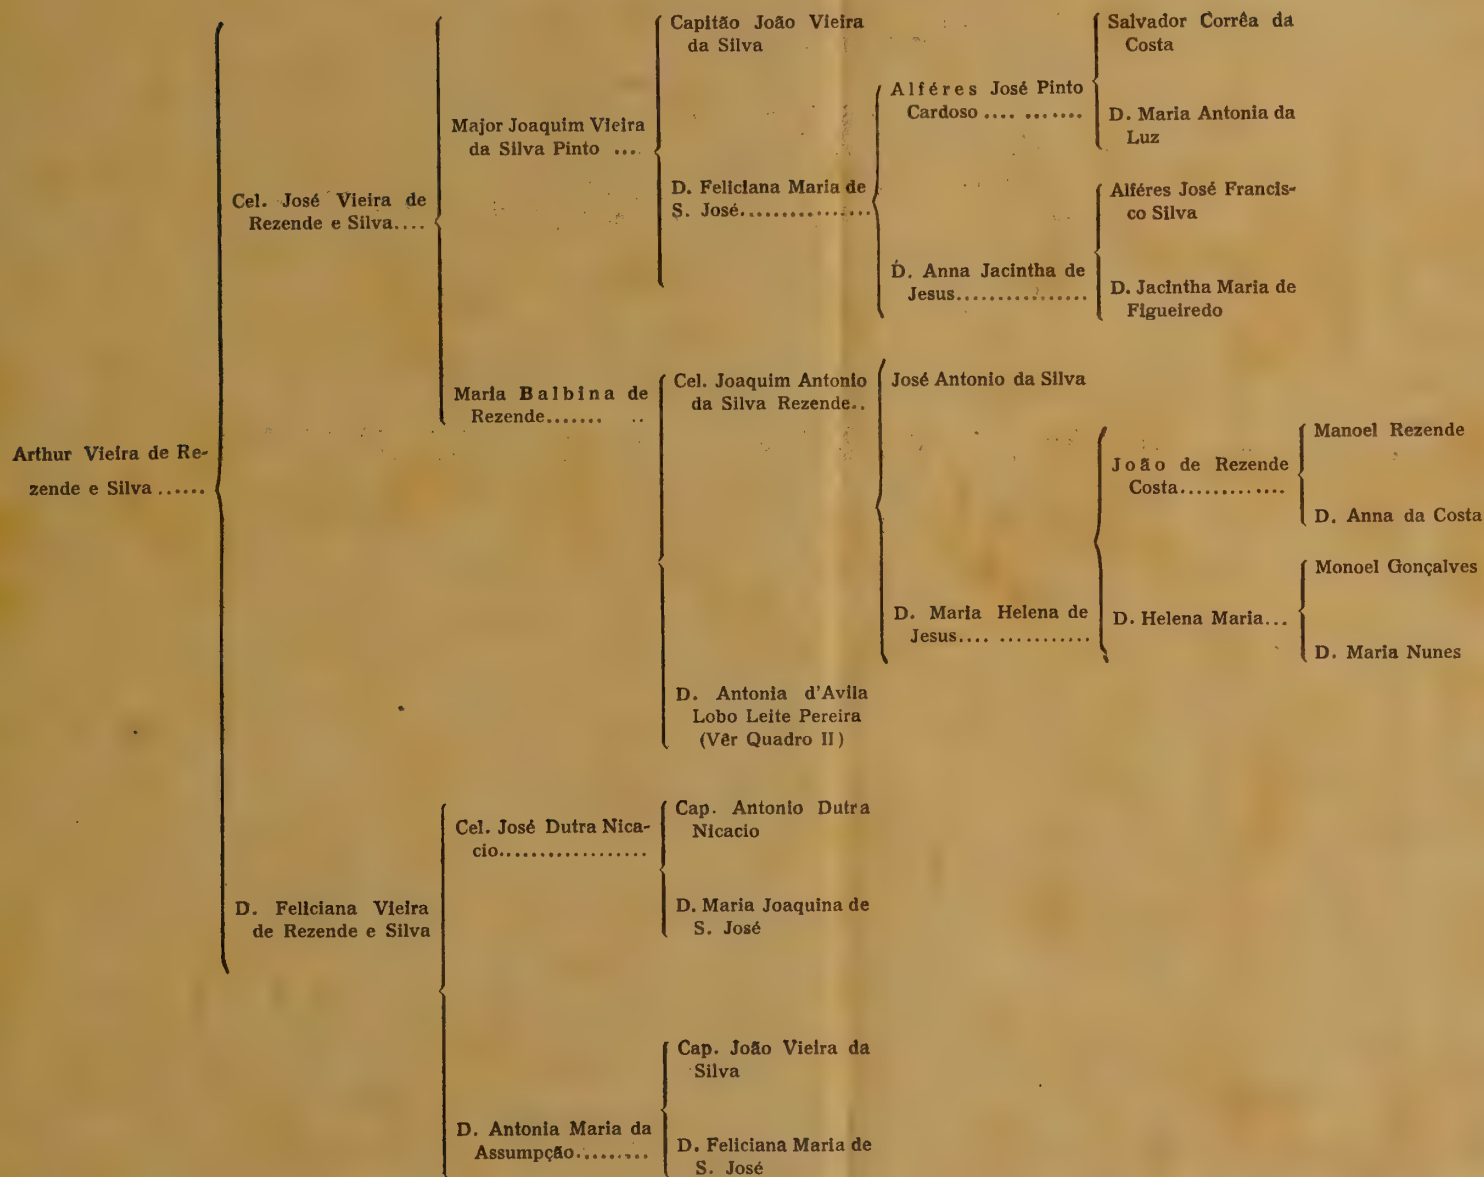 Arthur Vieira de Re-
zende e Silva ......
Cel. José Vieira de
Rezende e Silva....
Major Joaquim Vieira
da Silva Pinto ...
Capitão João Vieira
da Silva
D. Feliciana Maria de
S. José................
Alféres José Pinto
Cardoso .... .......
Salvador Corrêa da
Costa
D. Maria Antonia da
Luz
D. Anna Jacintha de
Jesus................
Alféres José Francis-
co Silva
D. Jacintha Maria de
Figueiredo
Maria Balbina de
Rezende....... ..
Cel. Joaquim Antonio
da Silva Rezende..
José Antonio da Silva
D. Maria Helena de
Jesus.... ...........
João de Rezende
Costa.............
Manoel Rezende
D. Anna da Costa
D. Helena Maria...
Monoel Gonçalves
D. Maria Nunes
D. Antonia d'Avila
Lobo Leite Pereira
(Vêr Quadro II)
D. Feliciana Vieira
de Rezende e Silva
Cel. José Dutra Nica-
cio..................
Cap. Antonio Dutra
Nicacio
D. Maria Joaquina de
S. José
D. Antonia Maria da
Assumpção.........
Cap. João Vieira da
Silva
D. Feliciana Maria de
S. José